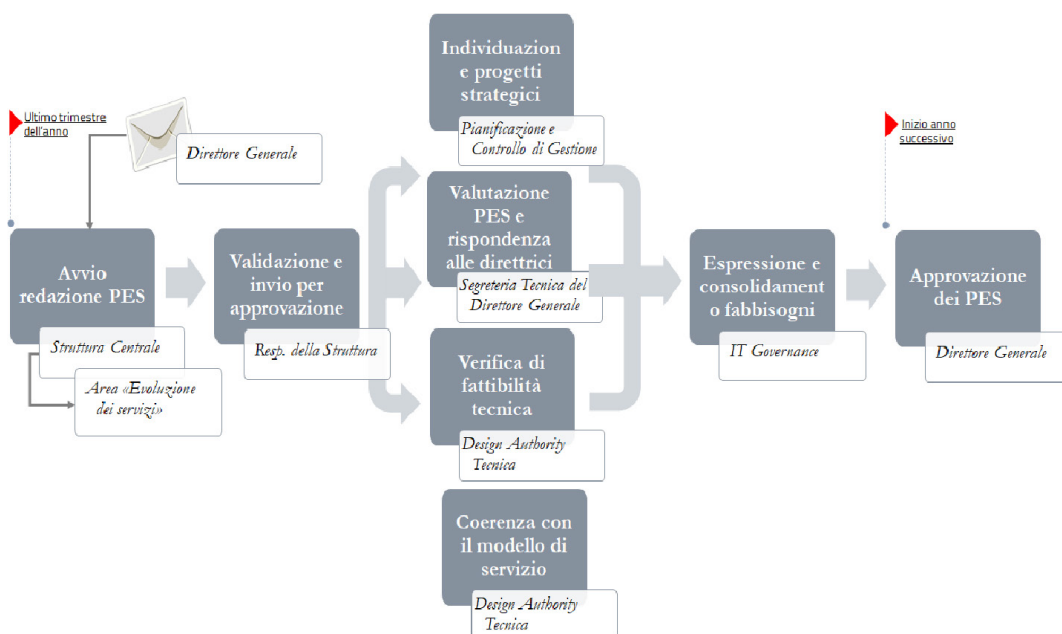 Ultimo trimestre
dell'anno
Direttore Generale
Avvio
redazione PES
Struttura Centrale
Area «Evoluzione
dei servizi»
Validazione e
invio per
approvazione
Resp. della Struttura
Individuazion
e progetti
strategici
Pianificazione e
Controllo di Gestione
Valutazione
PES e
rispondenza
alle direttrici
Segreteria Tecnica del
Direttore Generale
Verifica di
fattibilità
tecnica
Design Authority
Tecnica
Coerenza con
il modello di
servizio
Design Authority
Tecnica
Espressione e
consolidament
o fabbisogni
IT Governance
Inizio anno
successivo
Approvazione
dei PES
Direttore Generale